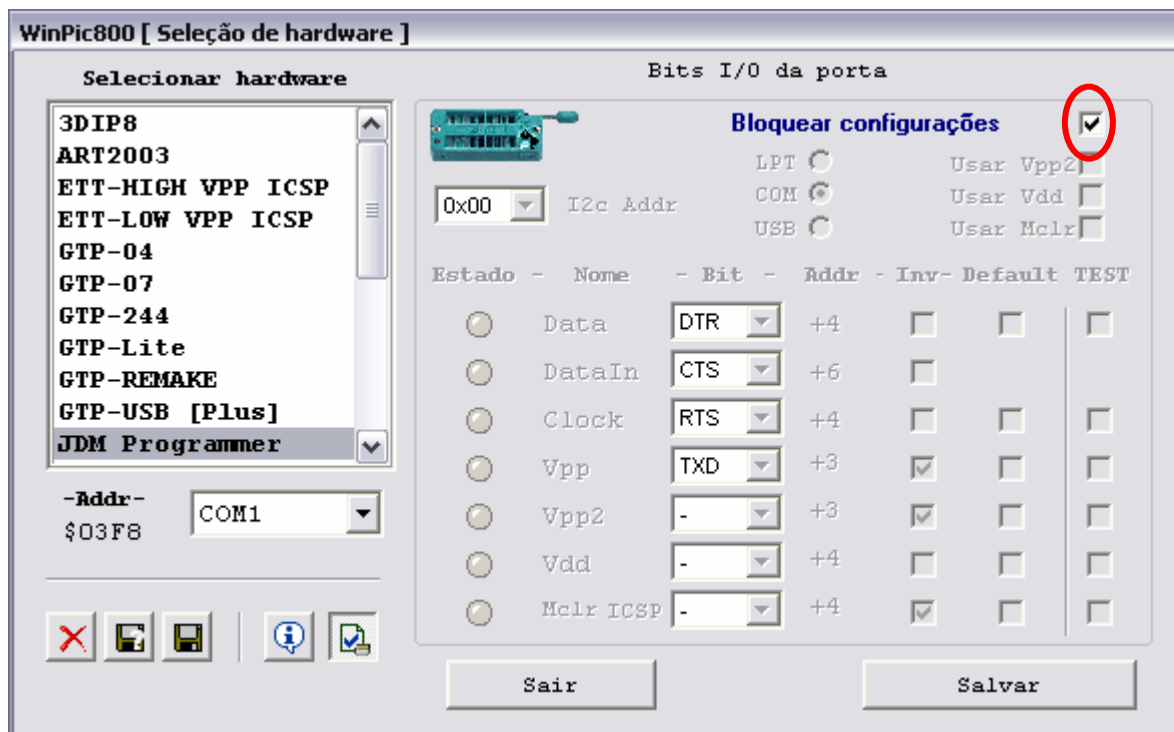 WinPic800 [ Seleção de hardware ]
Selecionar hardware
3DIP8
ART2003
ETT-HIGH VPP ICSP
ETT-LOW VPP ICSP
GTP-04
GTP-07
GTP-244
GTP-Lite
GTP-REMAKE
GTP-USB [Plus]
JDM Programmer
-Addr-
$03F8
COM1
Bits I/O da porta
Bloquear configurações
0x00 I2c Addr
LPT
COM
USB
Usar Vpp2
Usar Vdd
Usar Mclr
Estado - Nome - Bit - Addr - Inv- Default TEST
Data DTR +4
DataIn CTS +6
Clock RTS +4
Vpp TXD +3
Vpp2 - +3
Vdd - +4
Mclr ICSP - +4
Sair
Salvar